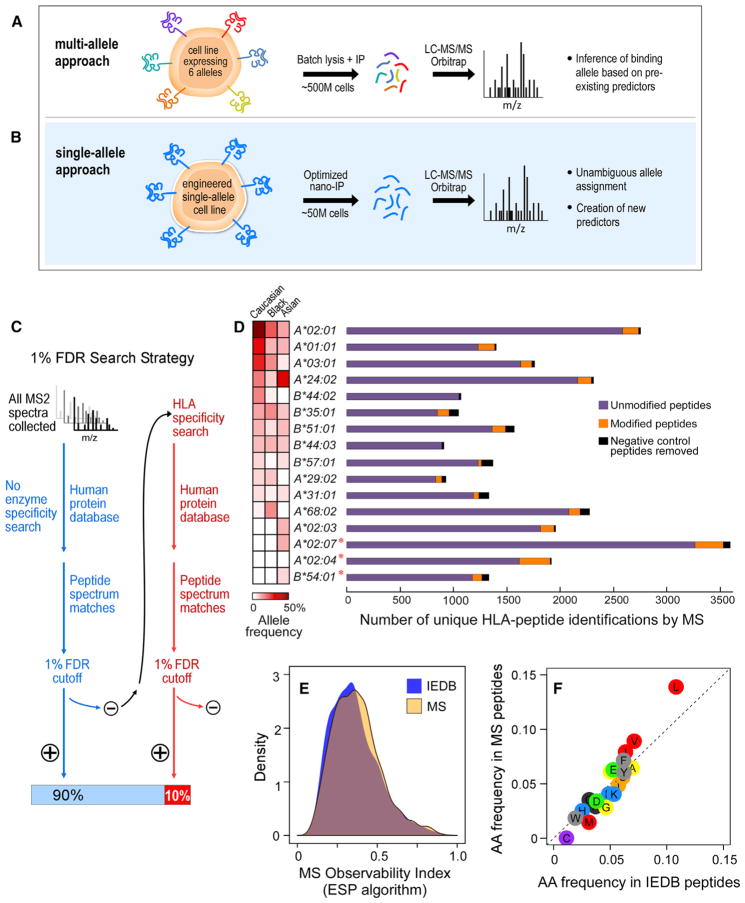 A
multi-allele
approach
cell line
expressing
6 alleles
Batch lysis + IP
~500M cells
LC-MS/MS
Orbitrap
m/z
• Inference of binding
allele based on pre-
existing predictors
B
single-allele
approach
engineered
single-allele
cell line
Optimized
nano-IP
~50M cells
LC-MS/MS
Orbitrap
m/z
• Unambiguous allele
assignment
• Creation of new
predictors
C
1% FDR Search Strategy
All MS2
spectra
collected
m/z
HLA
specificity
search
No
enzyme
specificity
search
Human
protein
database
Human
protein
database
Peptide
spectrum
matches
Peptide
spectrum
matches
1% FDR
cutoff
1% FDR
cutoff
−
−
+
+
90%
10%
D
Caucasian
Black
Asian
A*02:01
A*01:01
A*03:01
A*24:02
B*44:02
B*35:01
B*51:01
B*44:03
B*57:01
A*29:02
A*31:01
A*68:02
A*02:03
A*02:07*
A*02:04*
B*54:01*
Unmodified peptides
Modified peptides
Negative control
peptides removed
0 50%
Allele
frequency
0 500 1000 1500 2000 2500 3000 3500
Number of unique HLA-peptide identifications by MS
E
IEDB
MS
Density
3
2
1
0
0 0.5 1.0
MS Observability Index
(ESP algorithm)
F
AA frequency in MS peptides
0.15
0.10
0.05
0
L
V
F
E
Y
A
K
D
G
H
W
M
C
0 0.05 0.10 0.15
AA frequency in IEDB peptides